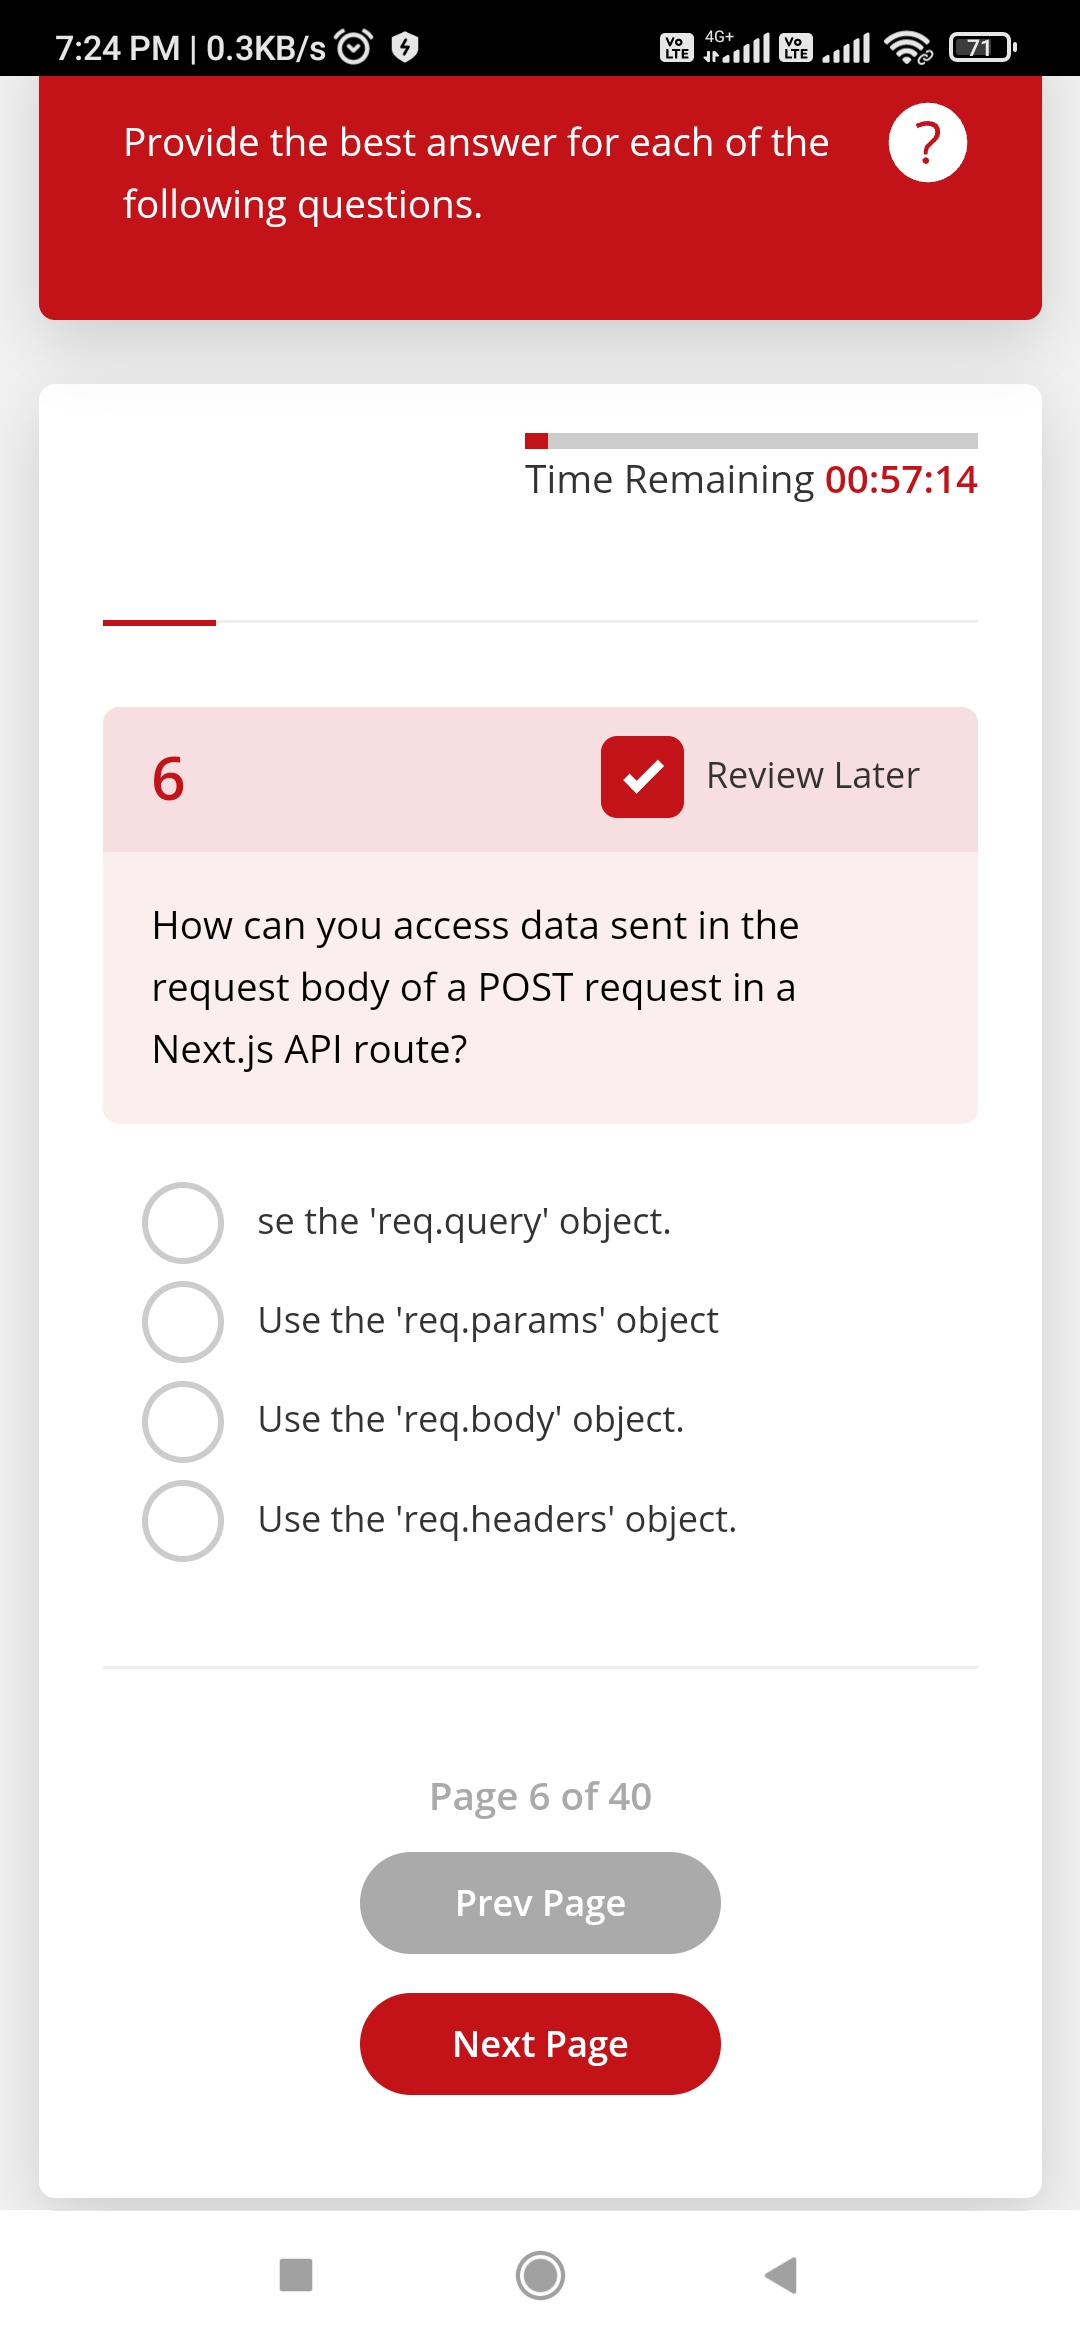 7:24 PM | 0.3KB/s
Vo LTE 4G+ Vo LTE 71
Provide the best answer for each of the
following questions.
?
Time Remaining 00:57:14
6
Review Later
How can you access data sent in the
request body of a POST request in a
Next.js API route?
se the 'req.query' object.
Use the 'req.params' object
Use the 'req.body' object.
Use the 'req.headers' object.
Page 6 of 40
Prev Page
Next Page